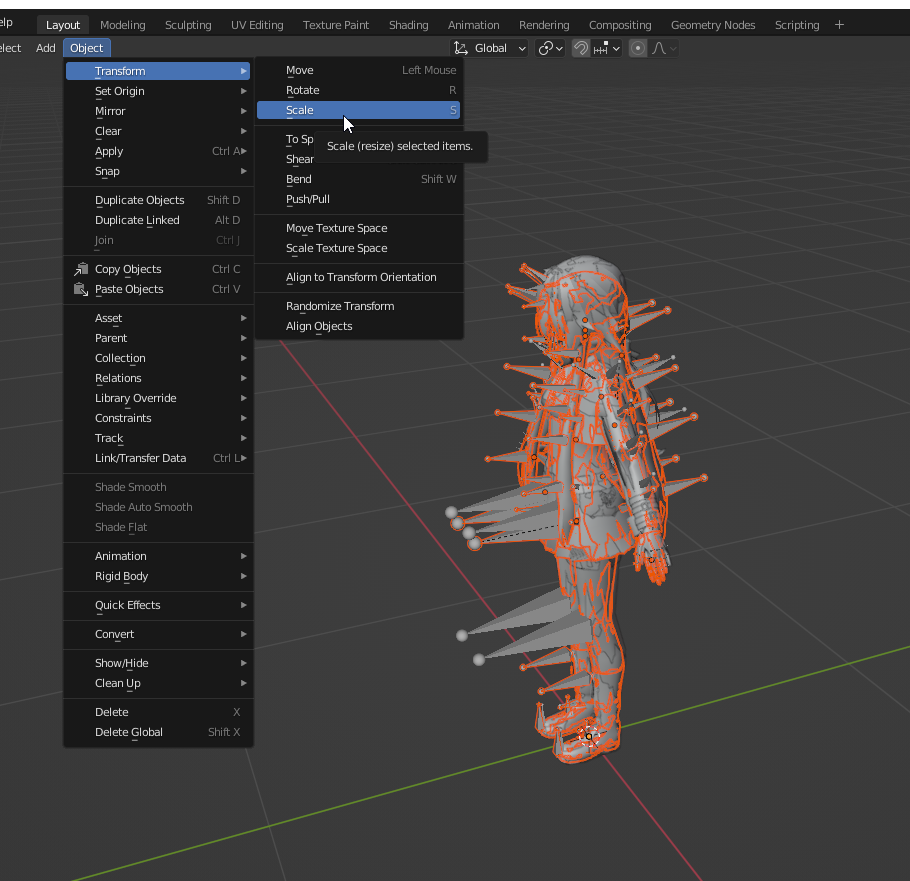 elp Layout Modeling Sculpting UV Editing Texture Paint Shading Animation Rendering Compositing Geometry Nodes Scripting +
elect Add Object Global
Transform
Set Origin
Mirror
Clear
Apply Ctrl A
Snap
Duplicate Objects Shift D
Duplicate Linked Alt D
Join Ctrl J
Copy Objects Ctrl C
Paste Objects Ctrl V
Asset
Parent
Collection
Relations
Library Override
Constraints
Track
Link/Transfer Data Ctrl L
Shade Smooth
Shade Auto Smooth
Shade Flat
Animation
Rigid Body
Quick Effects
Convert
Show/Hide
Clean Up
Delete X
Delete Global Shift X
Move Left Mouse
Rotate R
Scale S
To Sp
Scale (resize) selected items.
Shear
Bend Shift W
Push/Pull
Move Texture Space
Scale Texture Space
Align to Transform Orientation
Randomize Transform
Align Objects